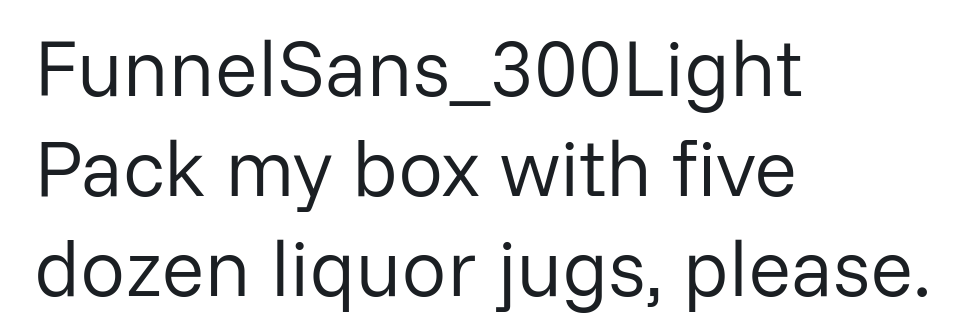 FunnelSans_300Light
Pack my box with five
dozen liquor jugs, please.